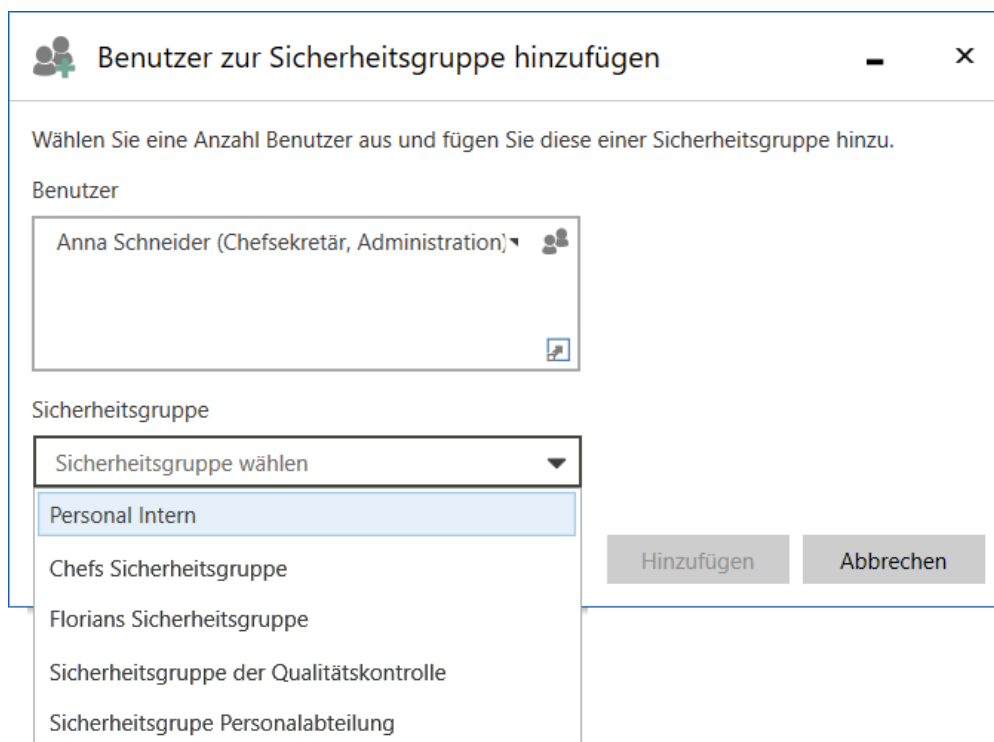 Benutzer zur Sicherheitsgruppe hinzufügen
Wählen Sie eine Anzahl Benutzer aus und fügen Sie diese einer Sicherheitsgruppe hinzu.
Benutzer
Anna Schneider (Chefsekretär, Administration)
Sicherheitsgruppe
Sicherheitsgruppe wählen
Personal Intern
Hinzufügen Abbrechen
Chefs Sicherheitsgruppe
Florians Sicherheitsgruppe
Sicherheitsgruppe der Qualitätskontrolle
Sicherheitsgrupe Personalabteilung